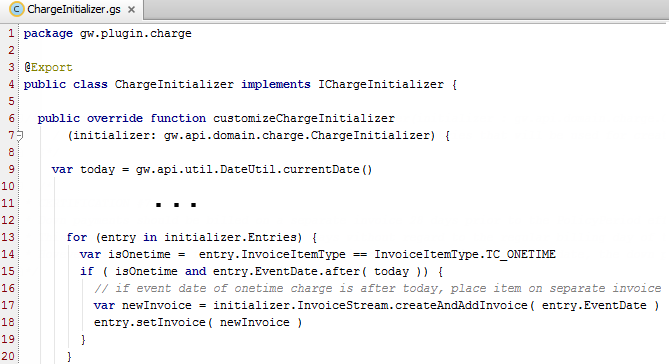 ChargeInitializer.gs
1 package gw.plugin.charge
2
3 @Export
4 public class ChargeInitializer implements IChargeInitializer {
5
6 public override function customizeChargeInitializer
7 (initializer: gw.api.domain.charge.ChargeInitializer) {
8
9 var today = gw.api.util.DateUtil.currentDate()
10
11 ...
12
13 for (entry in initializer.Entries) {
14 var isOnetime = entry.InvoiceItemType == InvoiceItemType.TC_ONETIME
15 if ( isOnetime and entry.EventDate.after( today )) {
16 // if event date of onetime charge is after today, place item on separate invoice
17 var newInvoice = initializer.InvoiceStream.createAndAddInvoice( entry.EventDate )
18 entry.setInvoice( newInvoice )
19 }
20 }